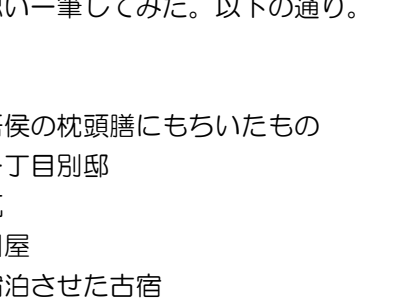 い一筆してみた。以下の通り。
侯の枕頭膳にもちいたもの
丁目別邸
屋
泊させた古宿